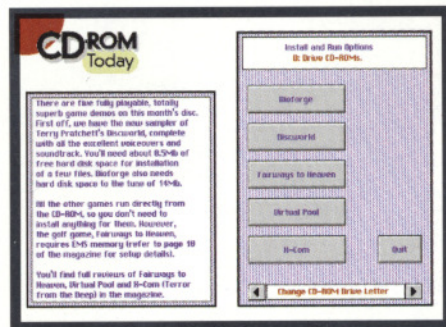 CD-ROM
Today
There are five fully playable, totally
superb game demos on this month's disc.
First off, we have the new sampler of
Terry Pratchett's Discworld, complete
with all the excellent voiceovers and
soundtrack. You'll need about 8.5Mb of
free hard disk space for installation
of a few files. Bioforge also needs
hard disk space to the tune of 14Mb.
All the other games run directly from
the CD-ROM, so you don't need to
install anything for them. However,
the golf game, Fairways to Heaven,
requires EMS memory (refer to page 10
of the magazine for setup details).
You'll find full reviews of Fairways to
Heaven, Virtual Pool and X-Com (Terror
from the Deep) in the magazine.
Install and Run Options
D: Drive CD-ROMs.
Bioforge
Discworld
Fairways to Heaven
Virtual Pool
X-Com
Quit
Change CD-ROM Drive Letter